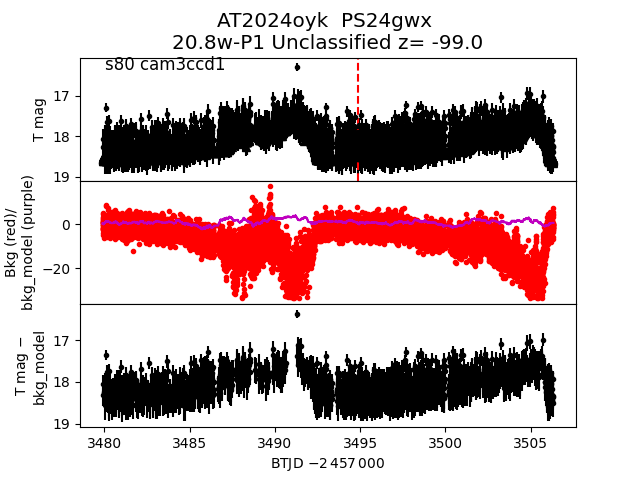 AT2024oyk  PS24gwx
20.8w-P1 Unclassified z= -99.0
s80 cam3ccd1
T mag
17
18
19
Bkg (red)/
bkg_model (purple)
0
−20
T mag −
bkg_model
17
18
19
3480 3485 3490 3495 3500 3505
BTJD −2 457 000